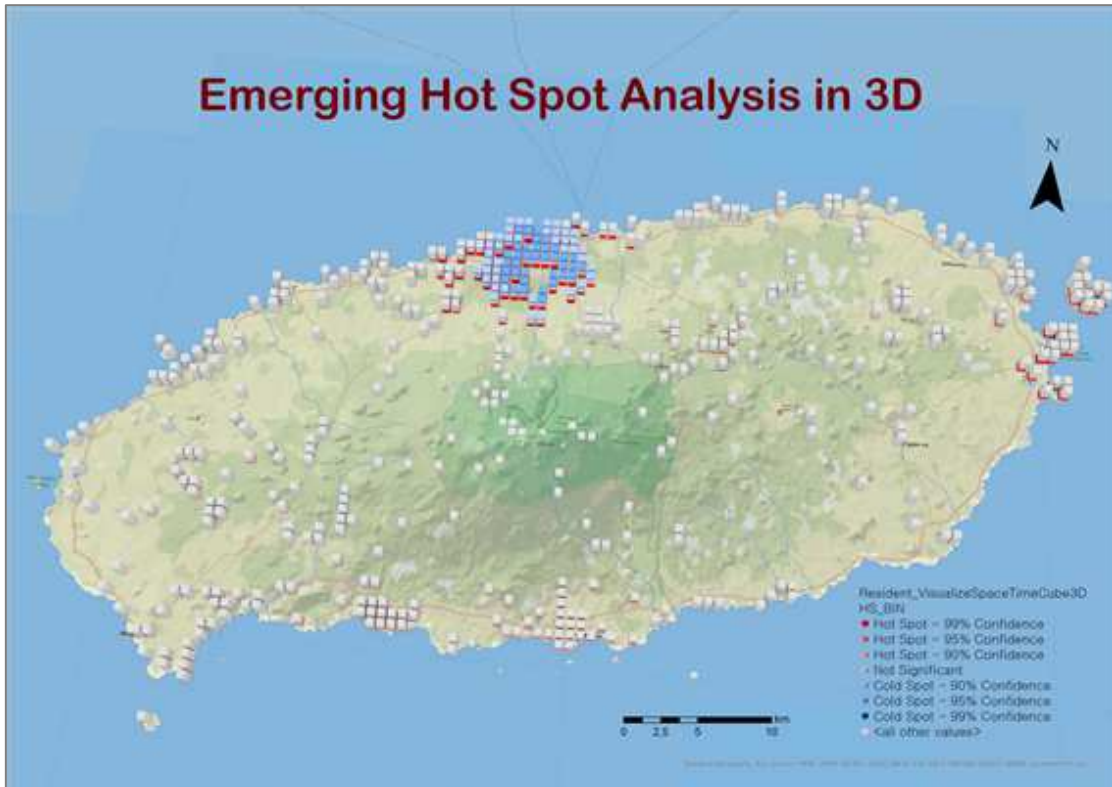 Emerging Hot Spot Analysis in 3D
N
Resident_VisualizeSpaceTimeCube3D
HS_BIN
Hot Spot - 99% Confidence
Hot Spot - 95% Confidence
Hot Spot - 90% Confidence
Not Significant
Cold Spot - 90% Confidence
Cold Spot - 95% Confidence
Cold Spot - 99% Confidence
<all other values>
km
0 2.5 5 10